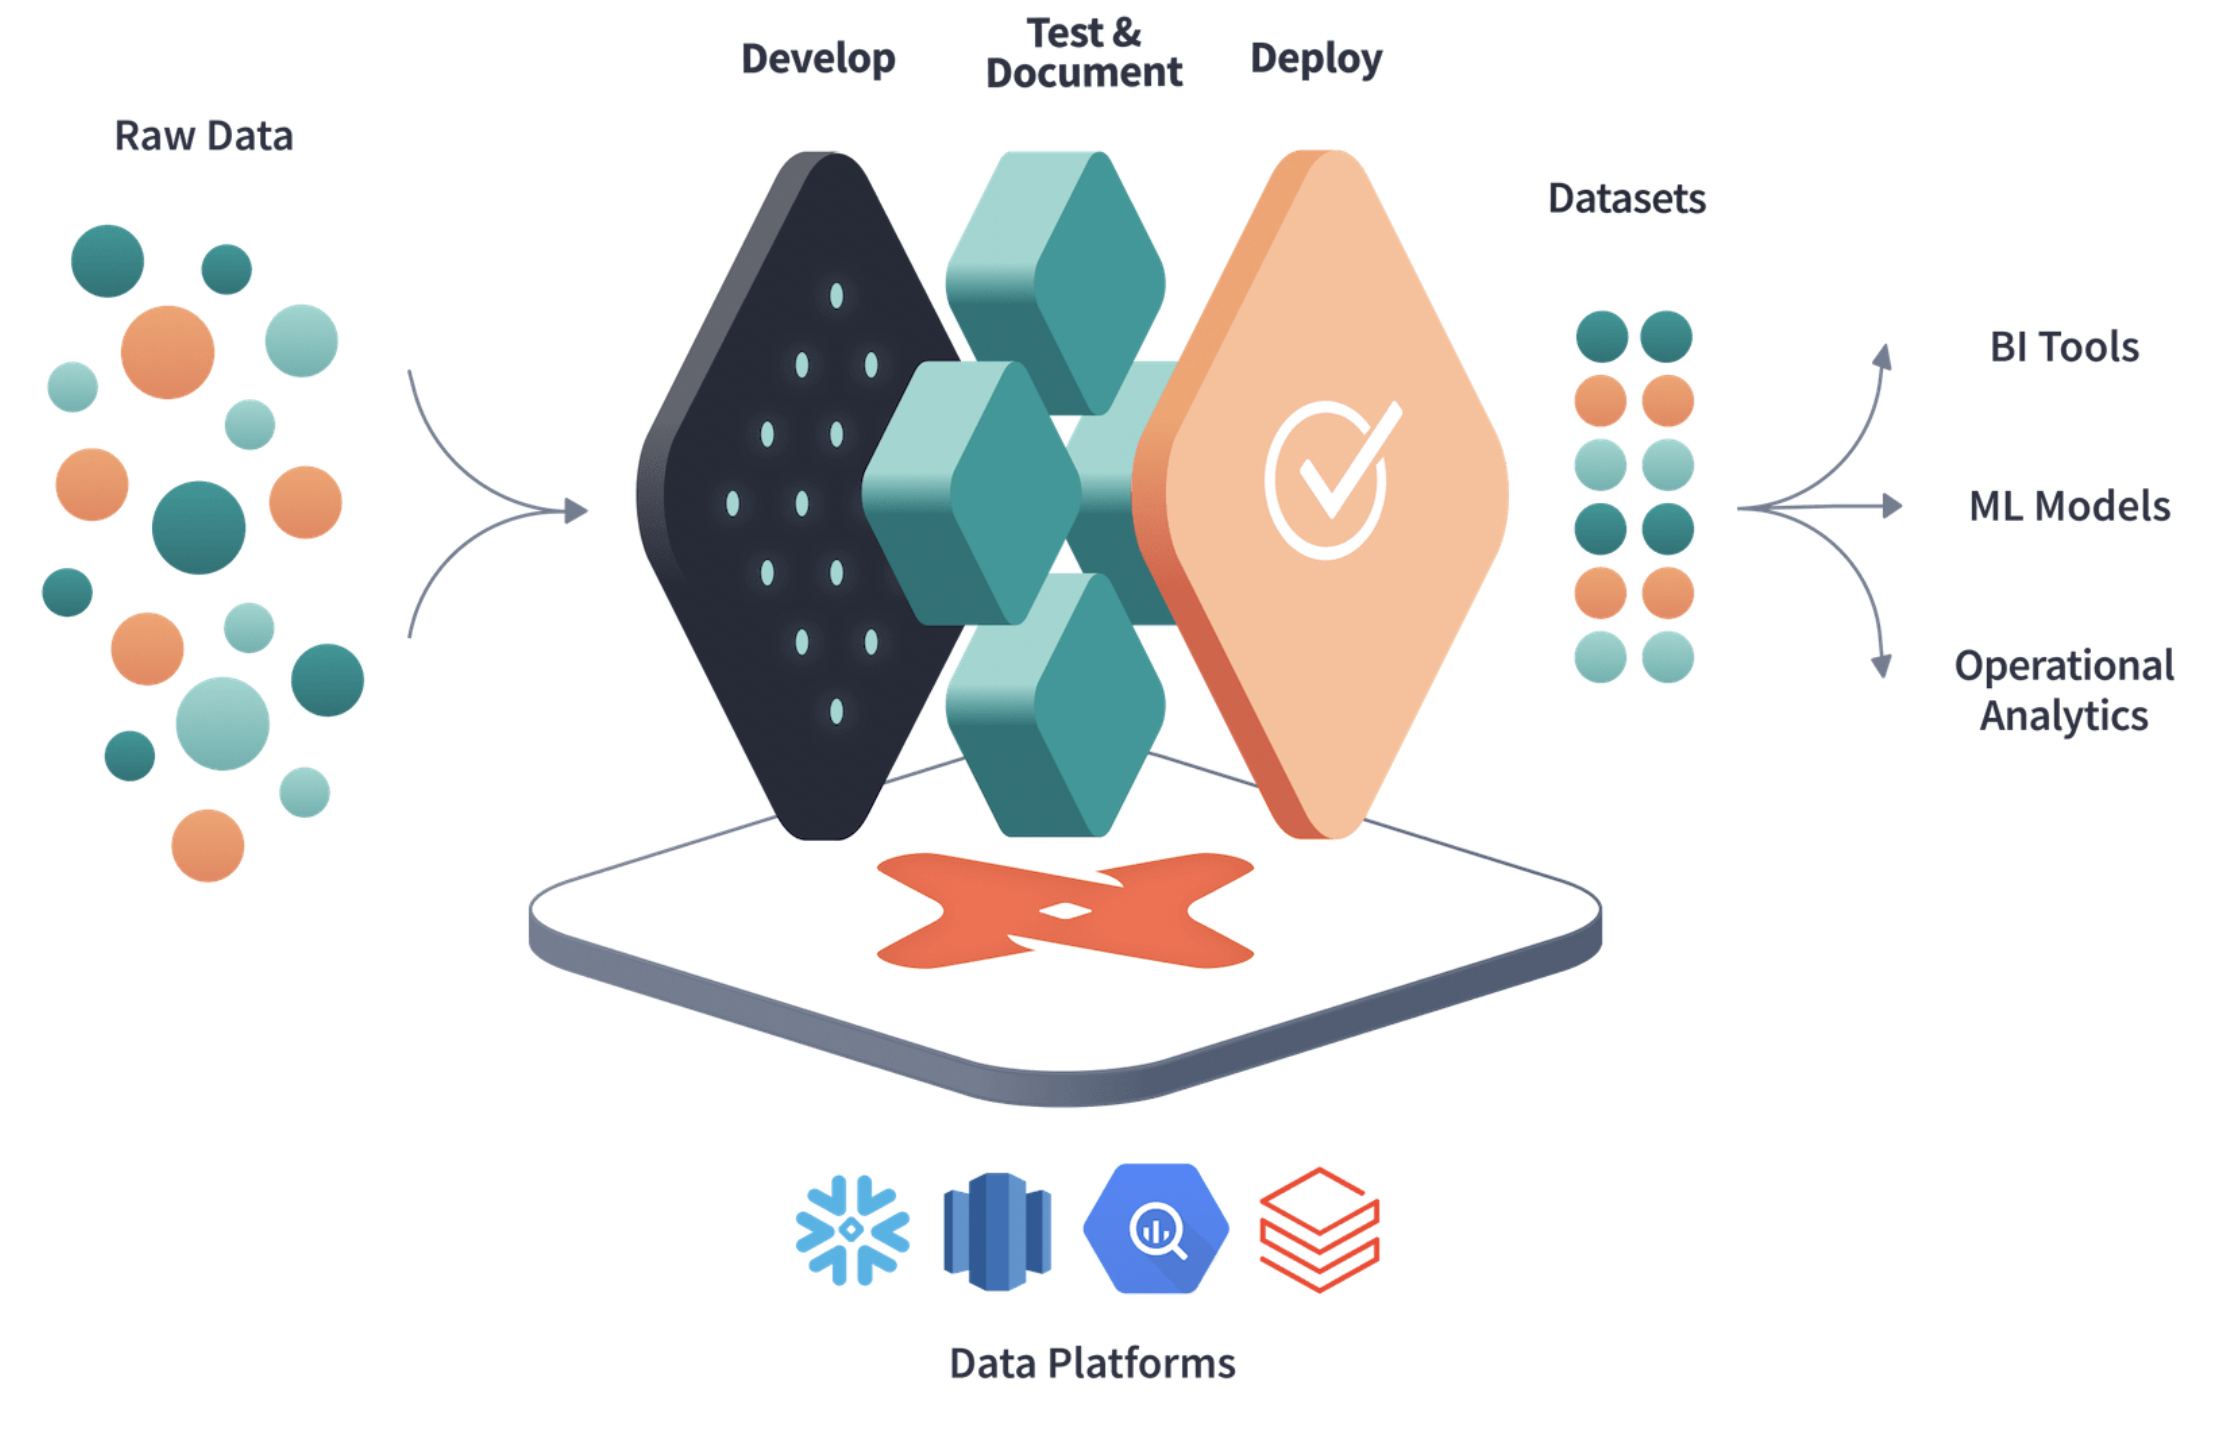 Raw Data
Develop
Test &
Document
Deploy
Datasets
BI Tools
ML Models
Operational
Analytics
Data Platforms